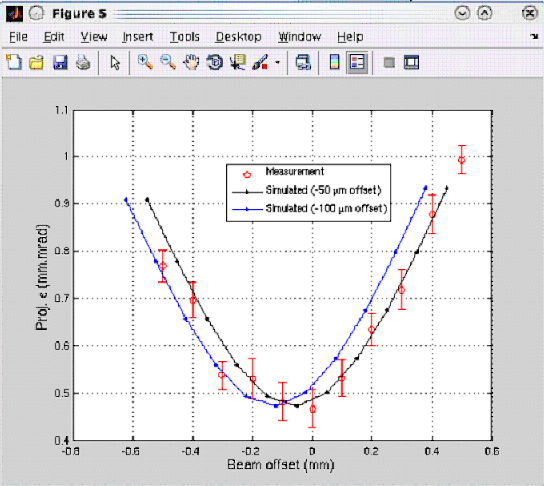 Figure 5
File Edit View Insert Tools Desktop Window Help
1.1
1
0.9
0.8
0.7
0.6
0.5
0.4
Proj. ϵ (mm.mrad)
Measurement
Simulated (-50 µm offset)
Simulated (-100 µm offset)
-0.8 -0.6 -0.4 -0.2 0 0.2 0.4 0.6
Beam offset (mm)